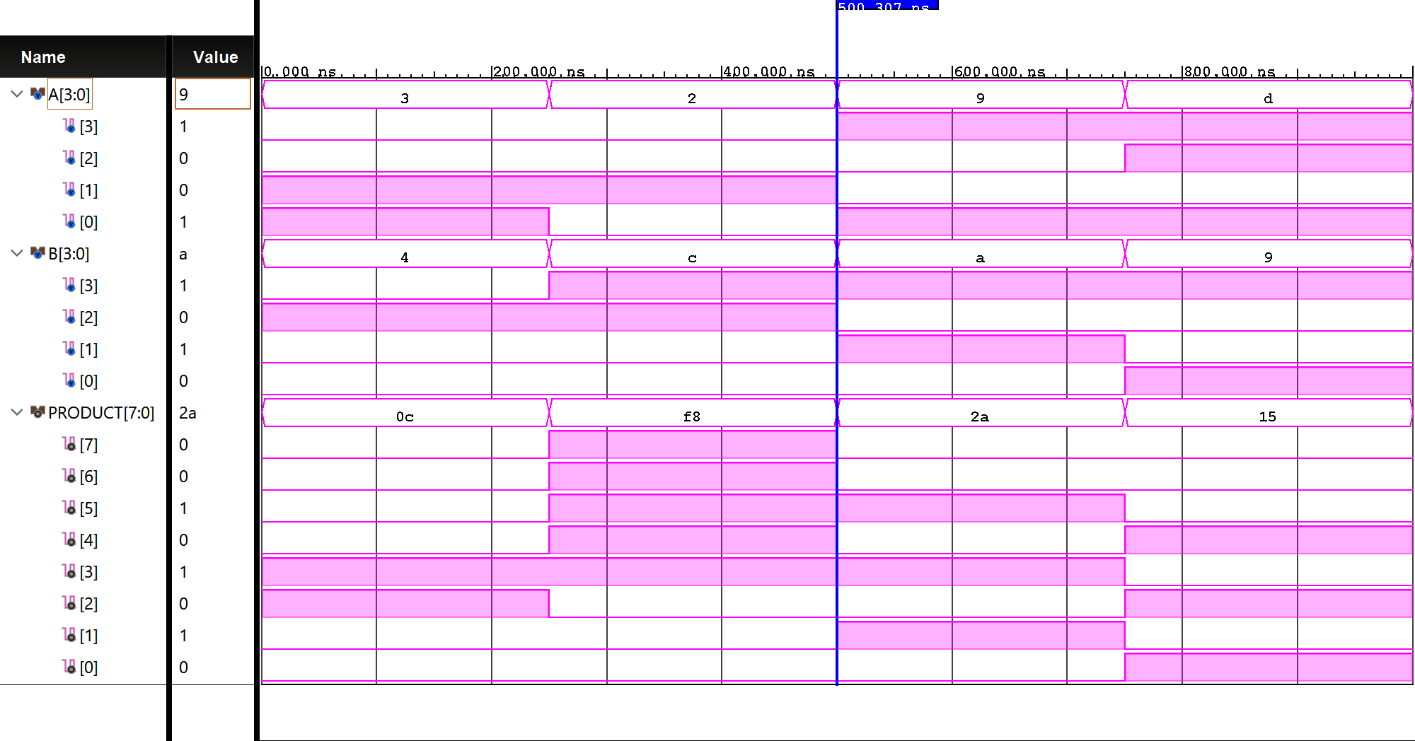 500.307 ns
Name Value
0.000 ns 200.000 ns 400.000 ns 600.000 ns 800.000 ns
A[3:0] 9 3 2 9 d
[3] 1
[2] 0
[1] 0
[0] 1
B[3:0] a 4 c a 9
[3] 1
[2] 0
[1] 1
[0] 0
PRODUCT[7:0] 2a 0c f8 2a 15
[7] 0
[6] 0
[5] 1
[4] 0
[3] 1
[2] 0
[1] 1
[0] 0